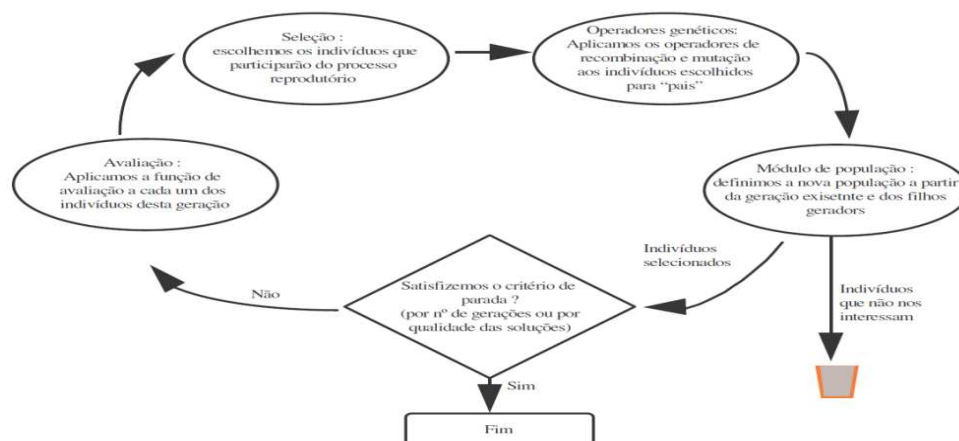 Seleção :
escolhemos os indivíduos que
participarão do processo
reprodutório
Operadores genéticos:
Aplicamos os operadores de
recombinação e mutação
aos indivíduos escolhidos
para “pais”
Avaliação :
Aplicamos a função de
avaliação a cada um dos
indivíduos desta geração
Módulo de população :
definimos a nova população a partir
da geração exisetnte e dos filhos
geradors
Indivíduos
selecionados
Indivíduos
que não nos
interessam
Satisfizemos o critério de
parada ?
(por nº de gerações ou por
qualidade das soluções)
Não
Sim
Fim